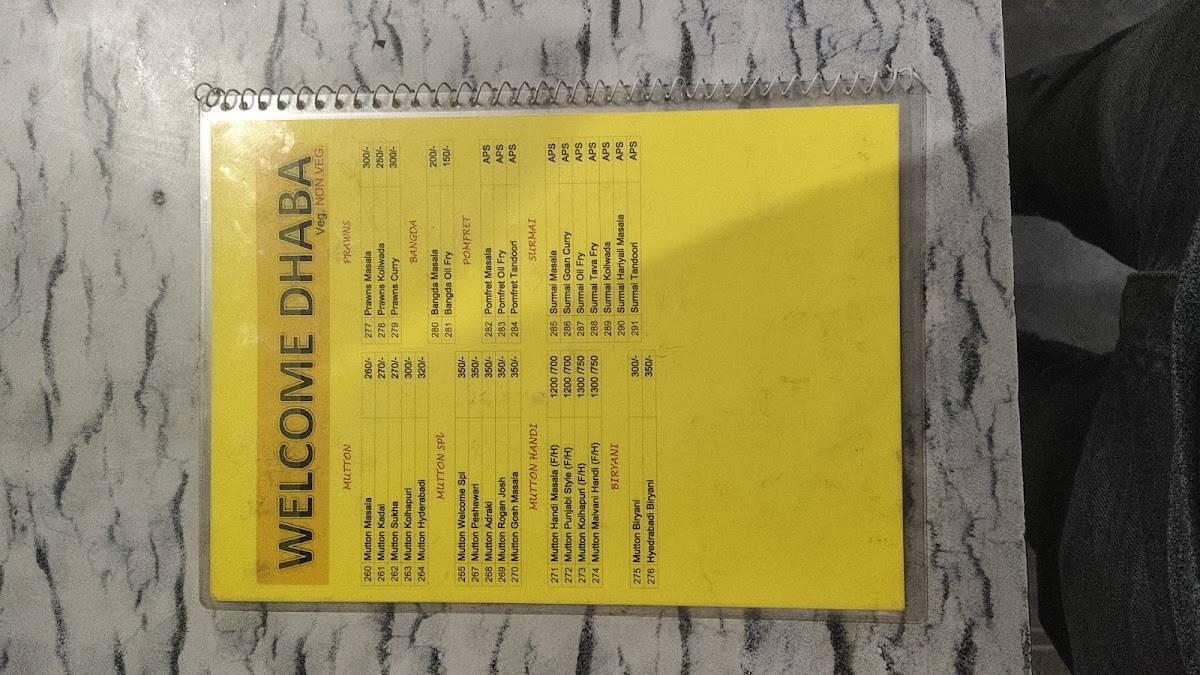 WELCOME DHABA
Veg. NON VEG.
MUTTON
260 Mutton Masala 260/-
261 Mutton Kadai 270/-
262 Mutton Sukha 270/-
263 Mutton Kolhapuri 300/-
264 Mutton Hyderabadi 320/-
MUTTON SPL
265 Mutton Welcome Spl 350/-
267 Mutton Peshawari 350/-
268 Mutton Adraki 350/-
269 Mutton Rogan Josh 350/-
270 Mutton Gosh Masala 350/-
MUTTON HANDI
271 Mutton Handi Masala (F/H) 1200 /700
272 Mutton Punjabi Style (F/H) 1200 /700
273 Mutton Kolhapuri (F/H) 1300 /750
274 Mutton Malvani Handi (F/H) 1300 /750
BIRYANI
275 Mutton Biryani 300/-
276 Hyedrabadi Biryani 350/-
PRAWNS
277 Prawns Masala 300/-
278 Prawns Koliwada 250/-
279 Prawns Curry 300/-
BANGDA
280 Bangda Masala 200/-
281 Bangda Oil Fry 150/-
POMFRET
282 Pomfret Masala APS
283 Pomfret Oil Fry APS
284 Pomfret Tandoori APS
SURMAI
285 Surmai Masala APS
286 Surmai Goan Curry APS
287 Surmai Oil Fry APS
288 Surmai Tava Fry APS
289 Surmai Koliwada APS
290 Surmai Hariyali Masala APS
291 Surmai Tandoori APS